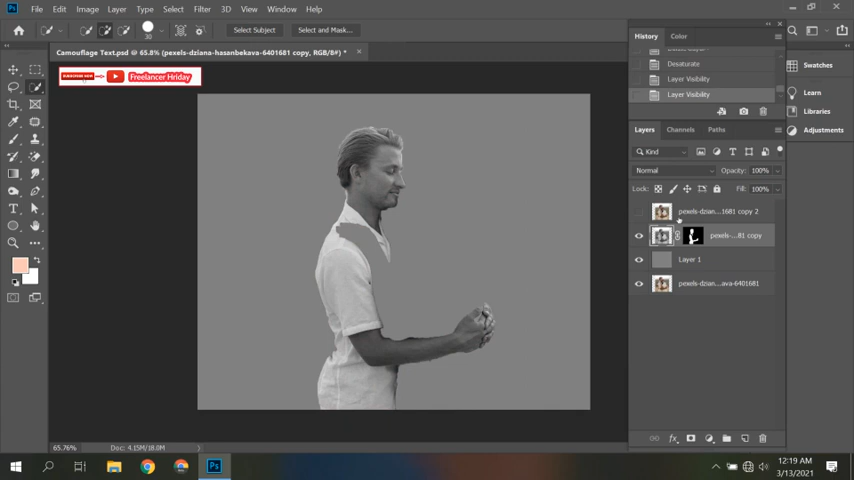 Ps File Edit Image Layer Type Select Filter 3D View Window Help
30 Select Subject Select and Mask...
Camouflage Text.psd @ 65.8% (pexels-dziana-hasanbekava-6401681 copy, RGB/8#) * ×
SUBSCRIBE NOW Freelancer Hriday
History Color
Desaturate
Layer Visibility
Layer Visibility
Swatches
Learn
Libraries
Adjustments
Layers Channels Paths
Kind
Normal Opacity: 100%
Lock: Fill: 100%
pexels-dzian...1681 copy 2
pexels-...81 copy
Layer 1
pexels-dzian...ava-6401681
fx
65.76% Doc: 4.15M/18.0M
Ps
12:19 AM
3/13/2021